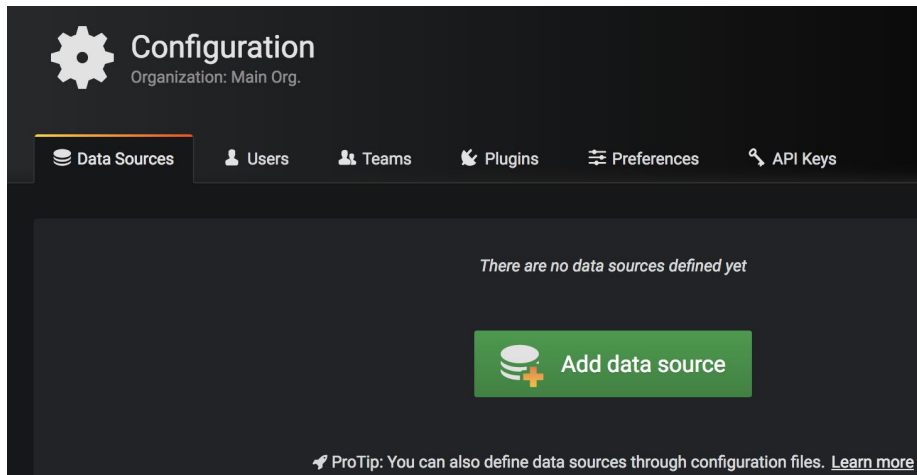 Configuration
Organization: Main Org.
Data Sources Users Teams Plugins Preferences API Keys
There are no data sources defined yet
Add data source
ProTip: You can also define data sources through configuration files. Learn more